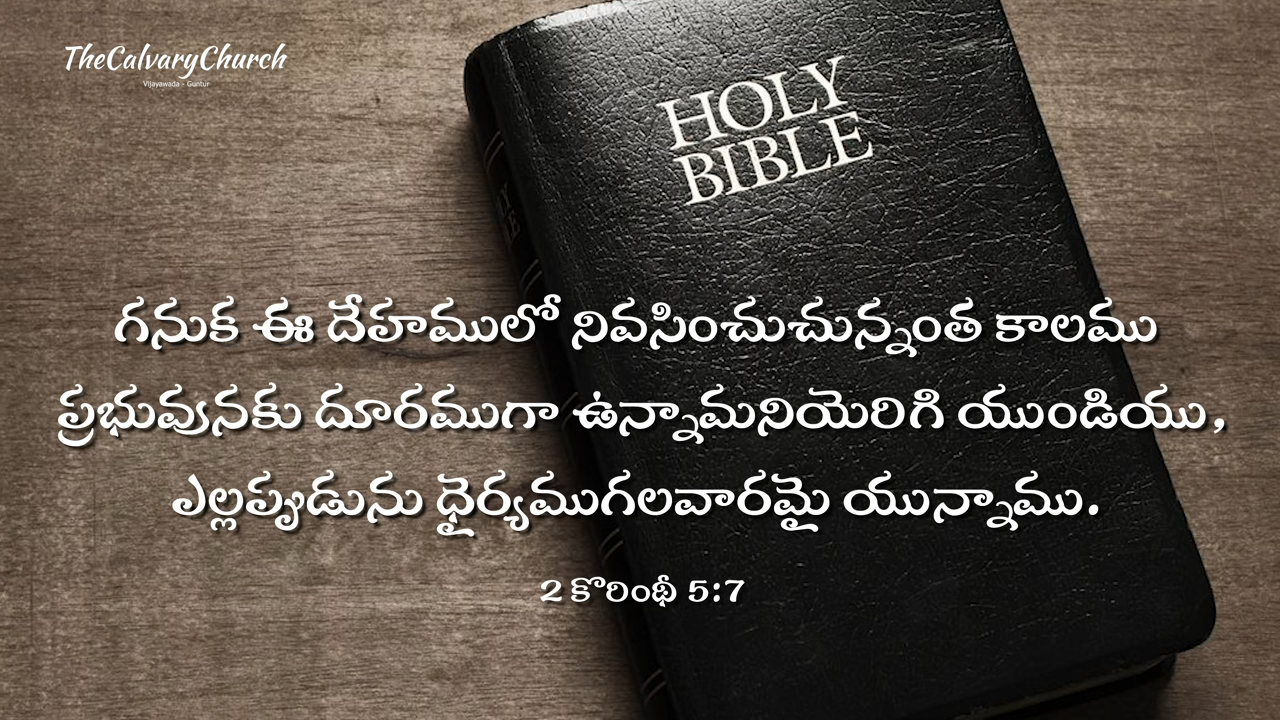 TheCalvaryChurch
Vijayawada - Guntur
HOLY
BIBLE
గనుక ఈ దేహములో నివసించుచున్నంత కాలము
ప్రభువునకు దూరముగా ఉన్నామనియెరిగి యుండియు,
ఎల్లప్పుడును ధైర్యముగలవారమై యున్నాము.
2 కొరింథీ 5:7